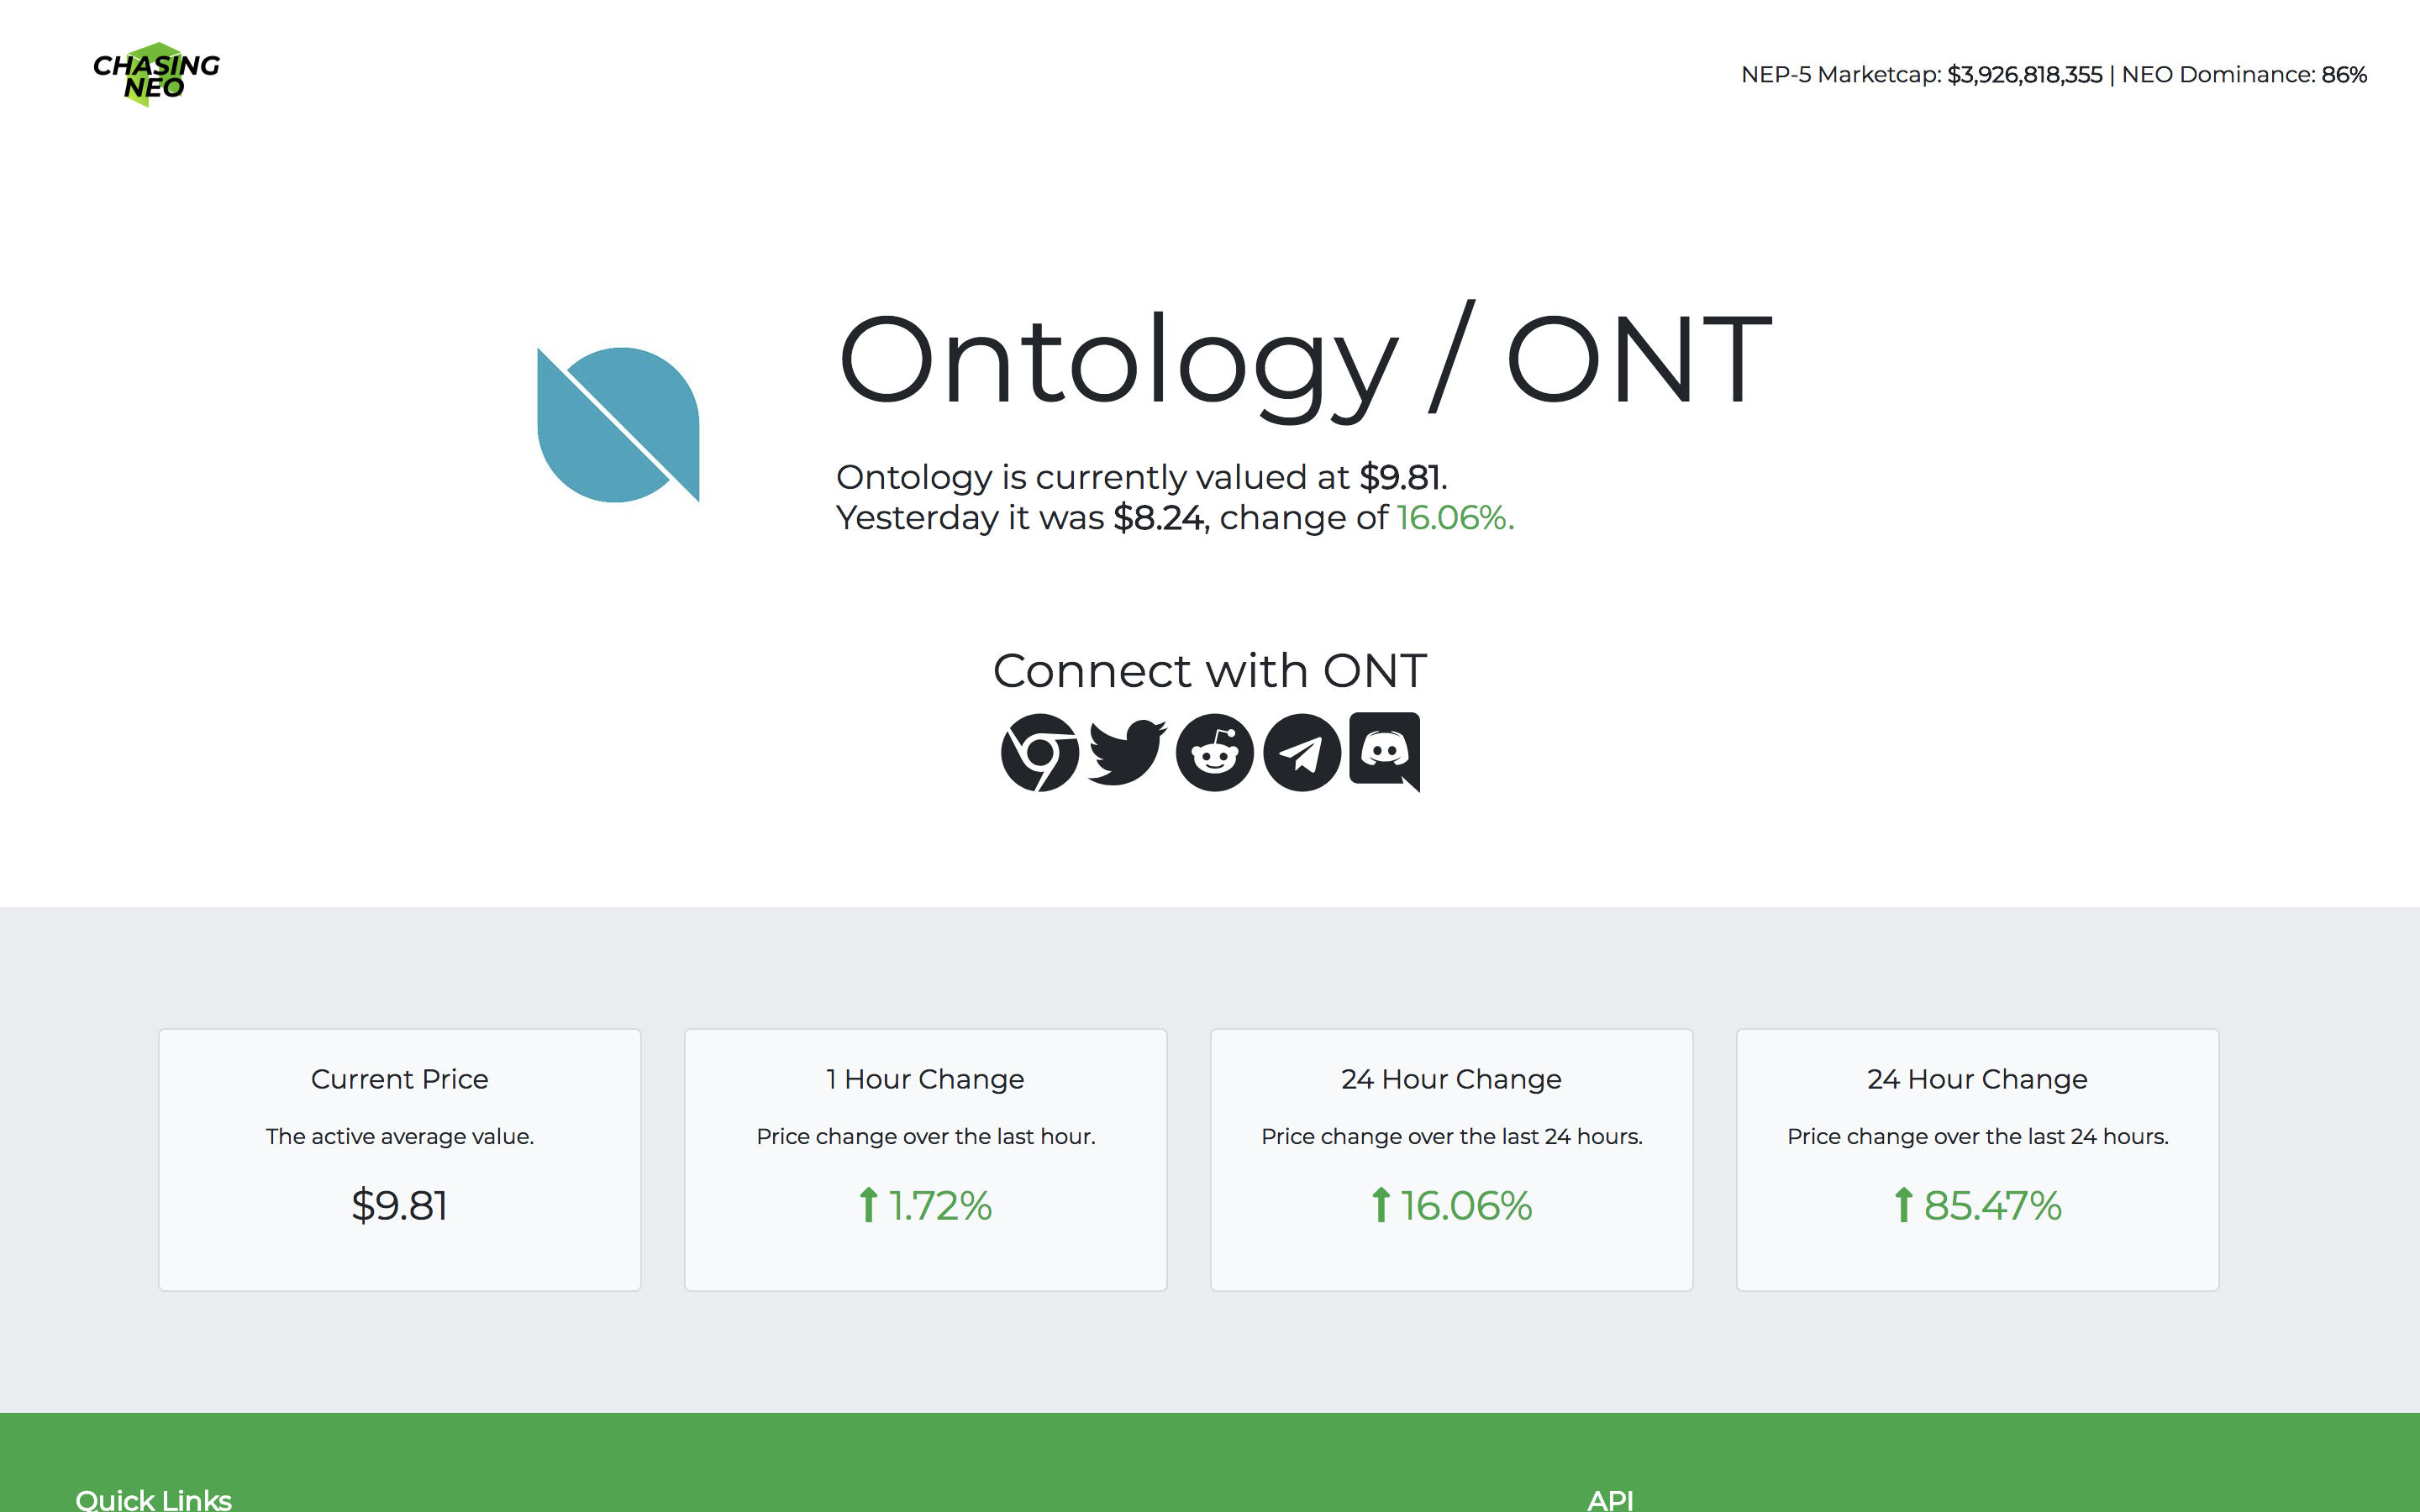 CHASING
NEO
NEP-5 Marketcap: $3,926,818,355 | NEO Dominance: 86%
Ontology / ONT
Ontology is currently valued at $9.81.
Yesterday it was $8.24, change of 16.06%.
Connect with ONT
Current Price
The active average value.
$9.81
1 Hour Change
Price change over the last hour.
1.72%
24 Hour Change
Price change over the last 24 hours.
16.06%
24 Hour Change
Price change over the last 24 hours.
85.47%
Quick Links
API